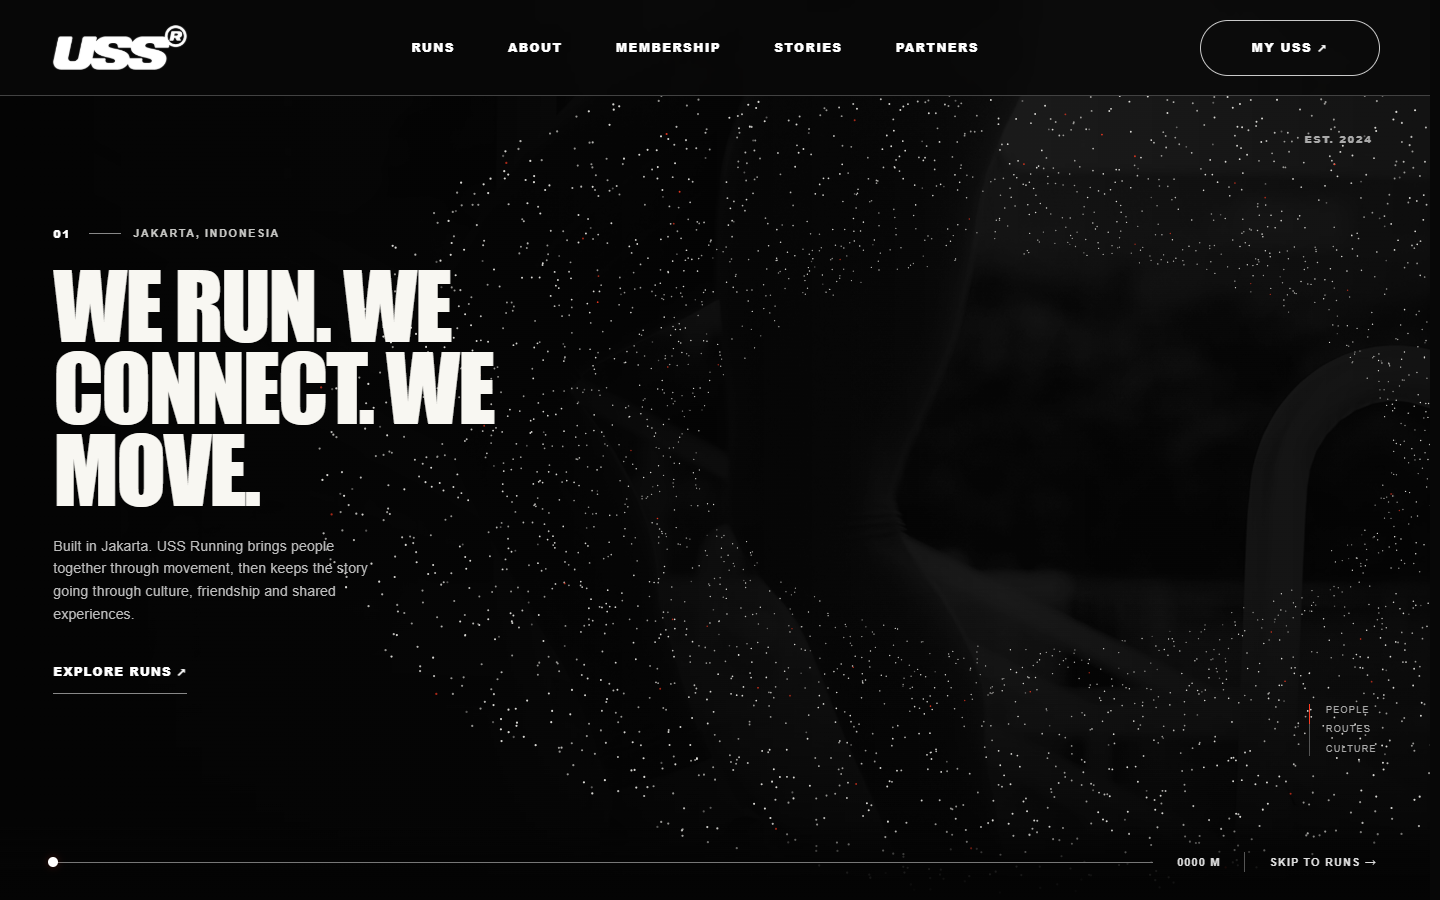 USS®
RUNS
ABOUT
MEMBERSHIP
STORIES
PARTNERS
MY USS ↗
EST. 2024
01
JAKARTA, INDONESIA
WE RUN. WE
CONNECT. WE
MOVE.
Built in Jakarta. USS Running brings people
together through movement, then keeps the story
going through culture, friendship and shared
experiences.
EXPLORE RUNS ↗
PEOPLE
ROUTES
CULTURE
0000 M
SKIP TO RUNS →